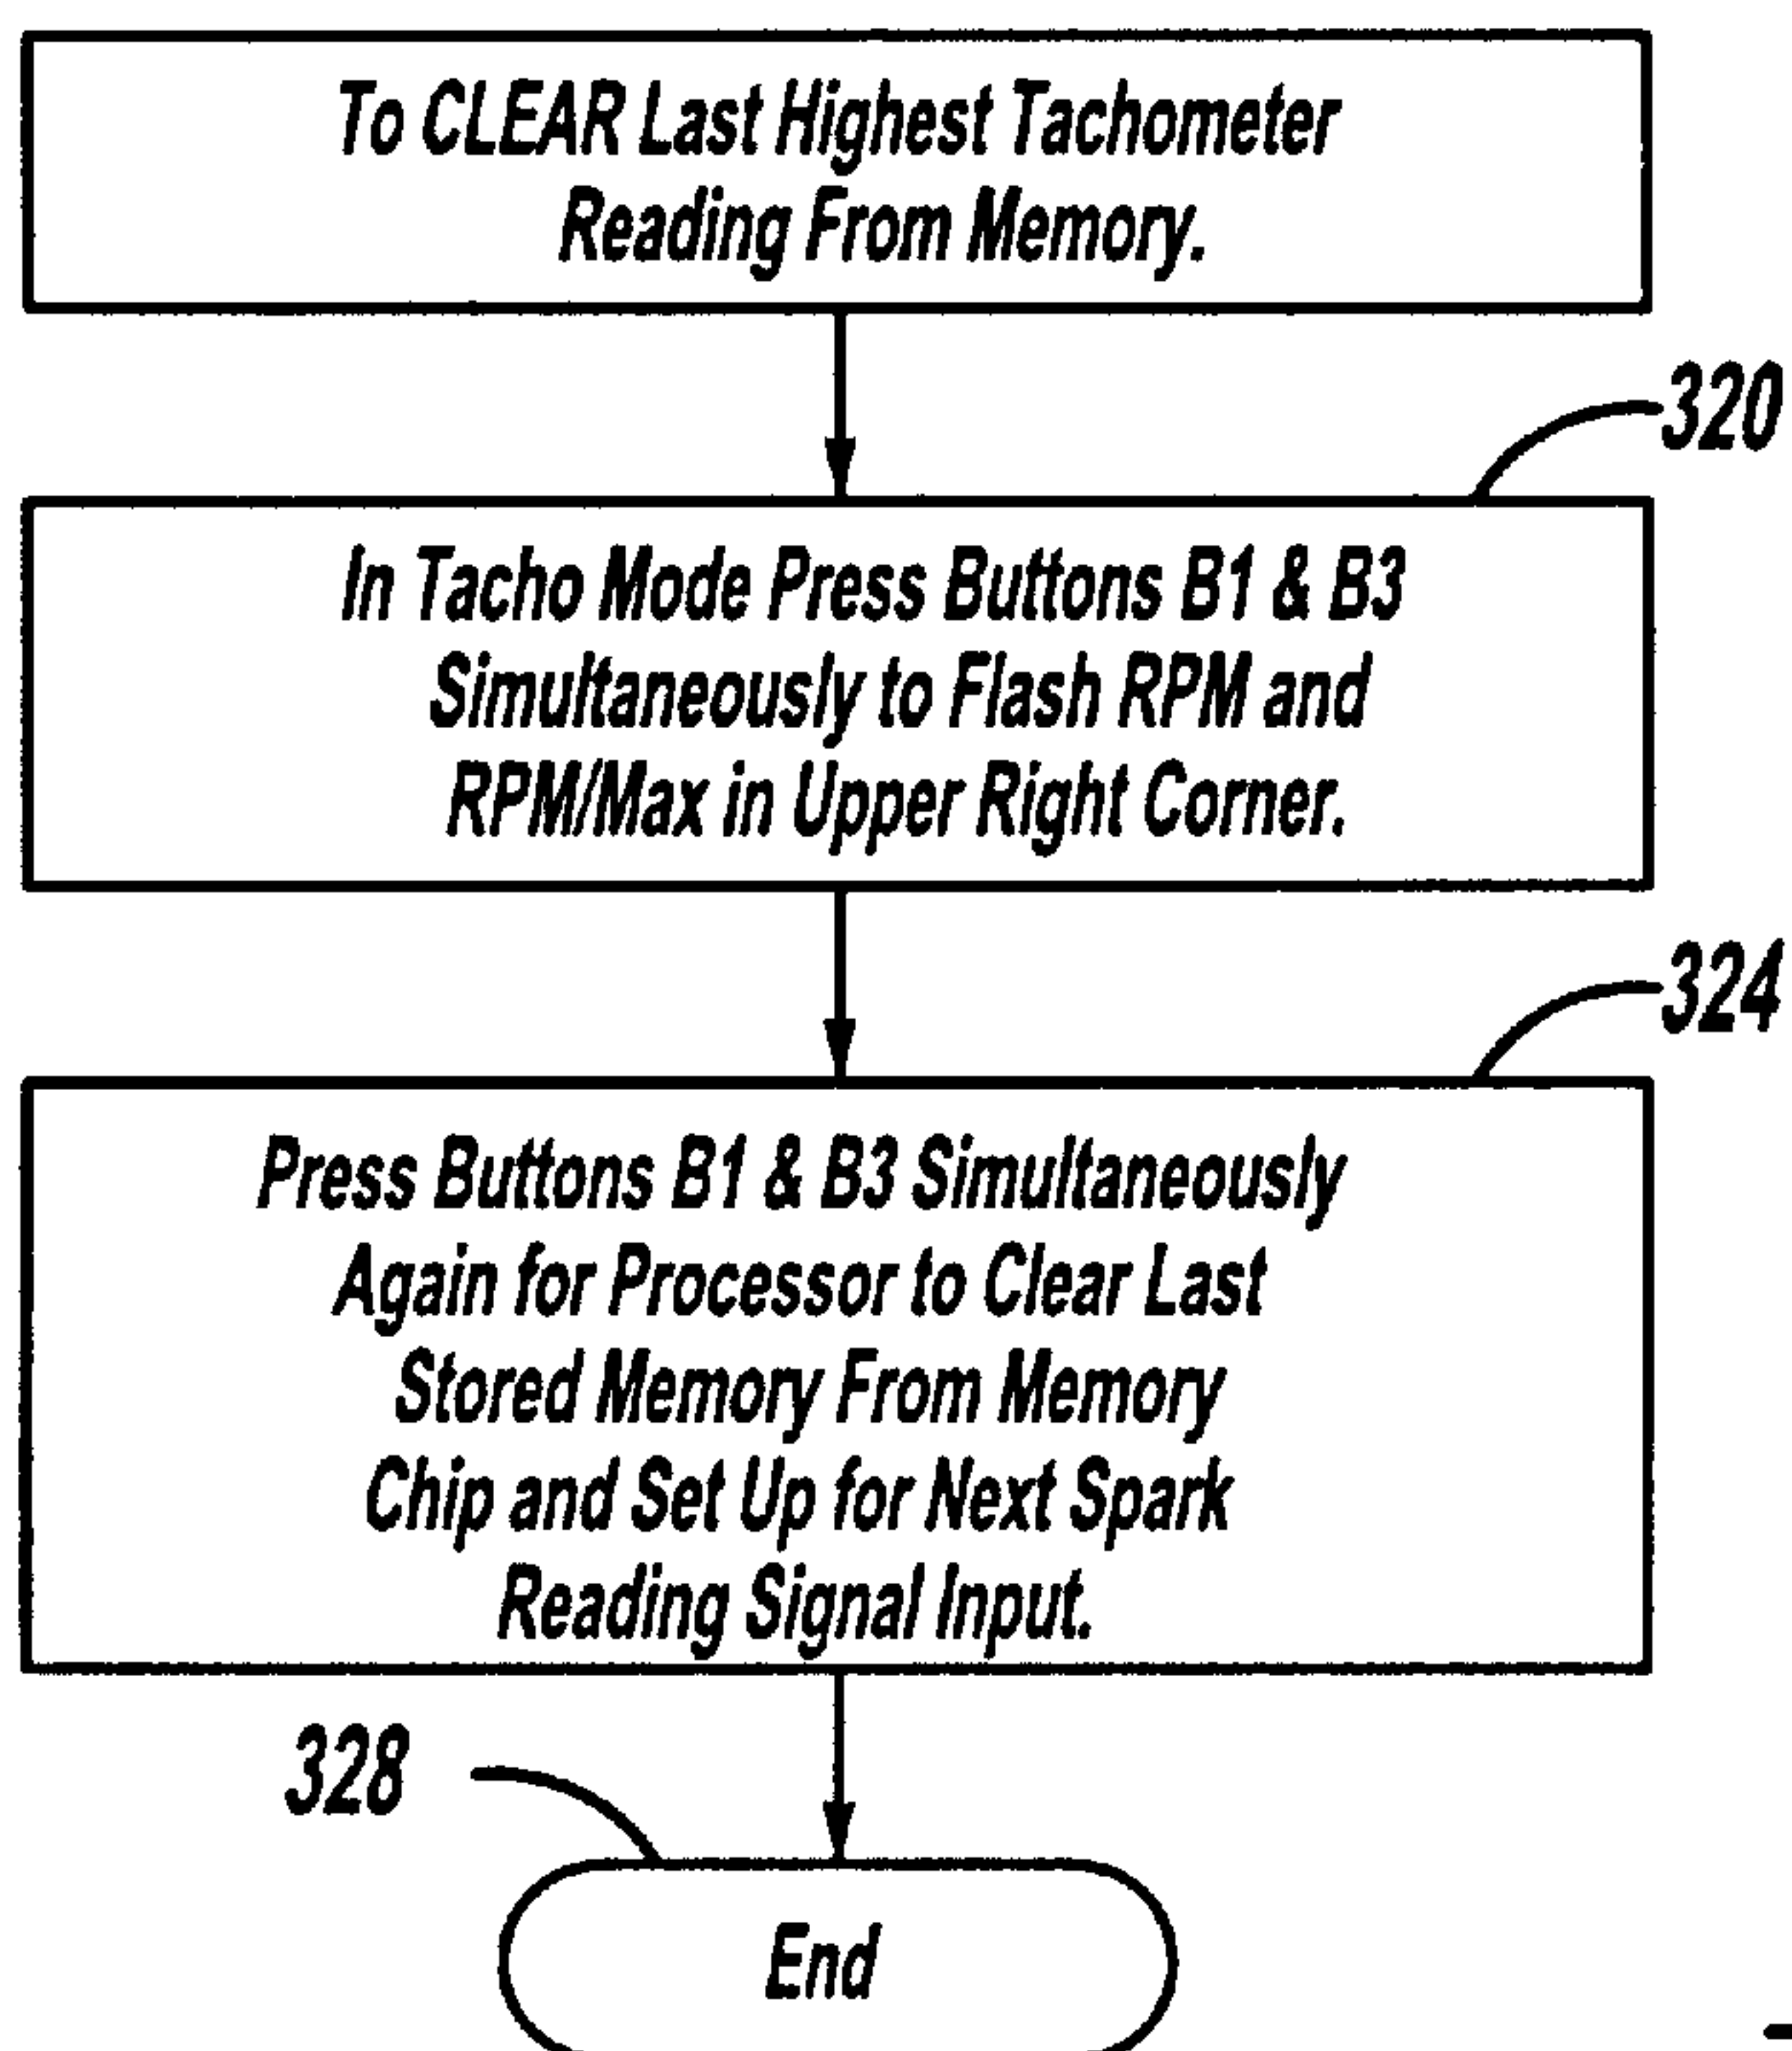 To CLEAR Last Highest Tachometer
Reading From Memory.
320
In Tacho Mode Press Buttons B1 & B3
Simultaneously to Flash RPM and
RPM/Max in Upper Right Corner.
324
Press Buttons B1 & B3 Simultaneously
Again for Processor to Clear Last
Stored Memory From Memory
Chip and Set Up for Next Spark
Reading Signal Input.
328
End